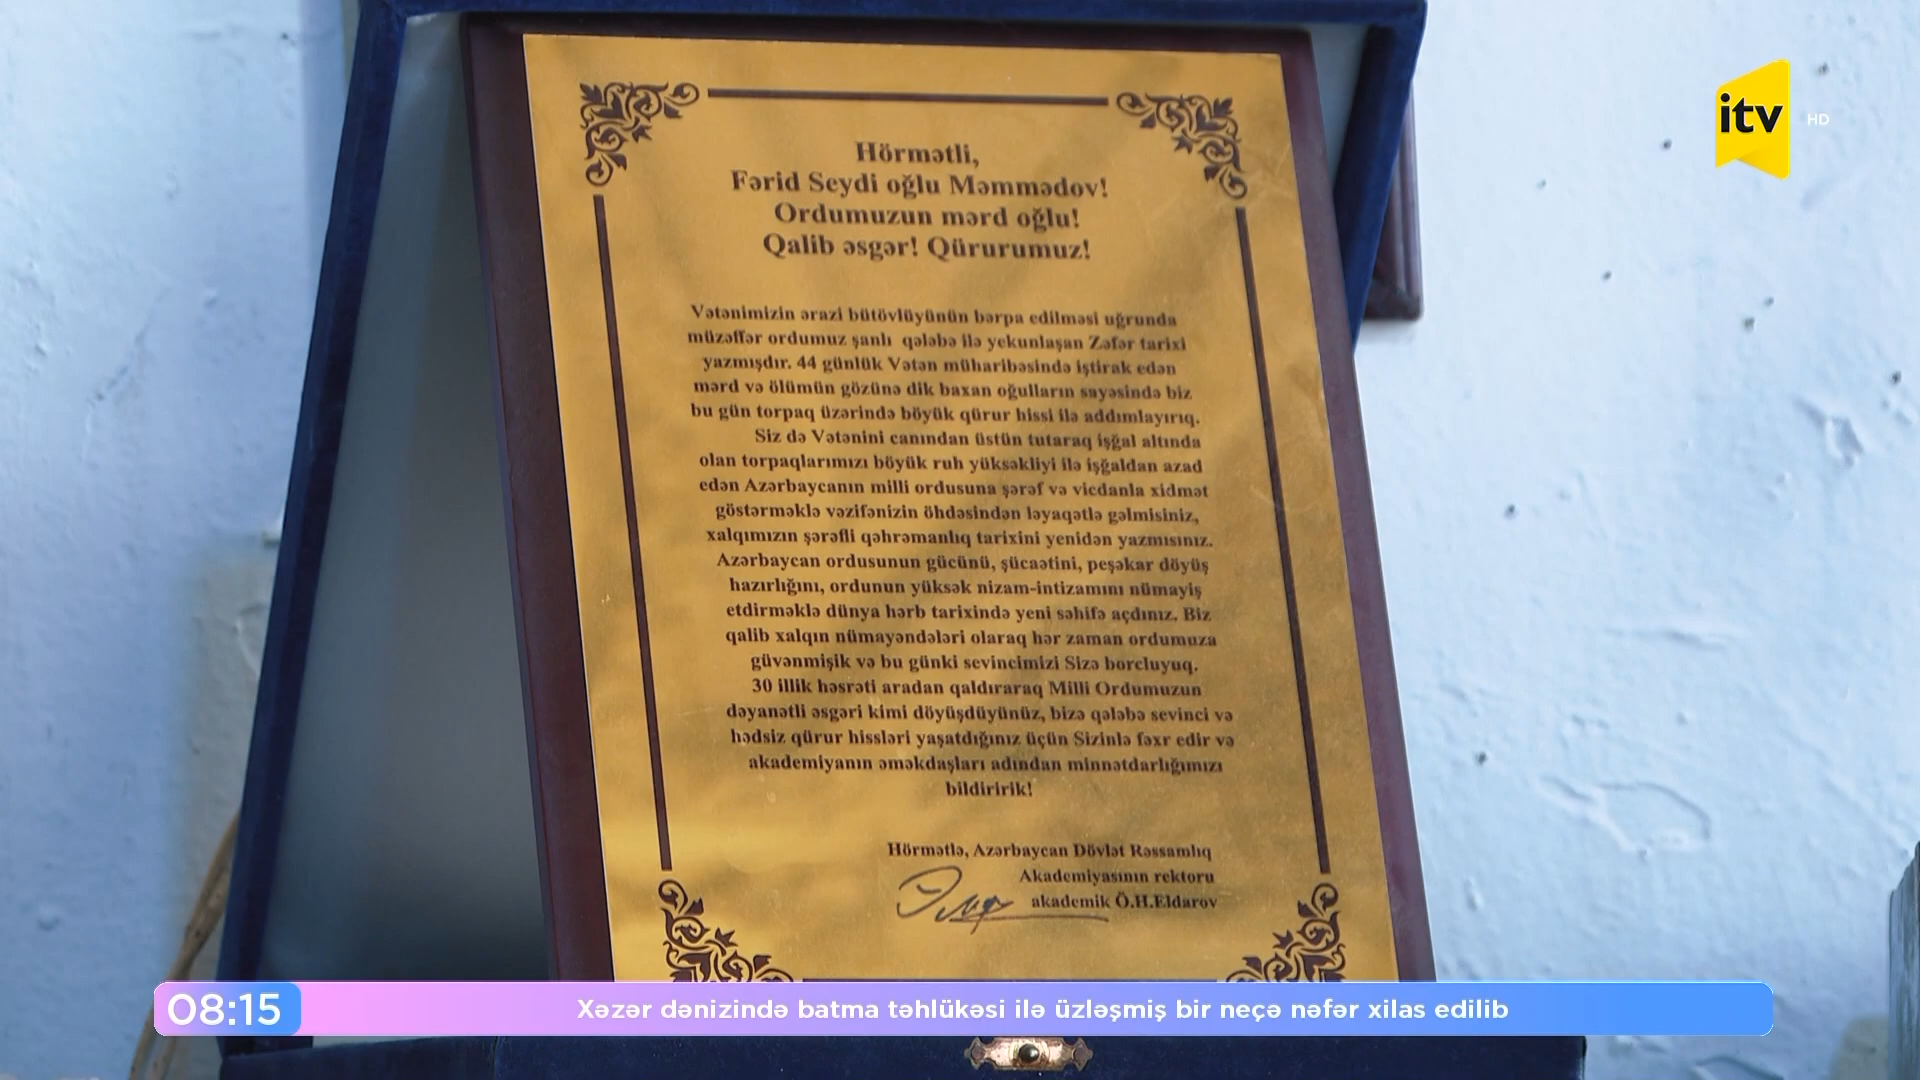 itv HD
Hörmətli,
Fərid Seydi oğlu Məmmədov!
Ordumuzun mərd oğlu!
Qalib əsgər! Qürurumuz!
Vətənimizin ərazi bütövlüyünün bərpa edilməsi uğrunda
müzəffər ordumuz şanlı qələbə ilə yekunlaşan Zəfər tarixi
yazmışdır. 44 günlük Vətən müharibəsində iştirak edən
mərd və ölümün gözünə dik baxan oğulların sayəsində biz
bu gün torpaq üzərində böyük qürur hissi ilə addımlayırıq.
Siz də Vətənini canından üstün tutaraq işğal altında
olan torpaqlarımızı böyük ruh yüksəkliyi ilə işğaldan azad
edən Azərbaycanın milli ordusuna şərəf və vicdanla xidmət
göstərməklə vəzifənizin öhdəsindən ləyaqətlə gəlmisiniz,
xalqımızın şərəfli qəhrəmanlıq tarixini yenidən yazmısınız.
Azərbaycan ordusunun gücünü, şücaətini, peşəkar döyüş
hazırlığını, ordunun yüksək nizam-intizamını nümayiş
etdirməklə dünya hərb tarixində yeni səhifə açdınız. Biz
qalib xalqın nümayəndələri olaraq hər zaman ordumuza
güvənmişik və bu günki sevincimizi Sizə borcluyuq.
30 illik həsrəti aradan qaldıraraq Milli Ordumuzun
dəyanətli əsgəri kimi döyüşdüyünüz, bizə qələbə sevinci və
hədsiz qürur hissləri yaşatdığınız üçün Sizinlə fəxr edir və
akademiyanın əməkdaşları adından minnətdarlığımızı
bildiririk!
Hörmətlə, Azərbaycan Dövlət Rəssamlıq
Akademiyasının rektoru
akademik Ö.H.Eldarov
08:15 Xəzər dənizində batma təhlükəsi ilə üzləşmiş bir neçə nəfər xilas edilib